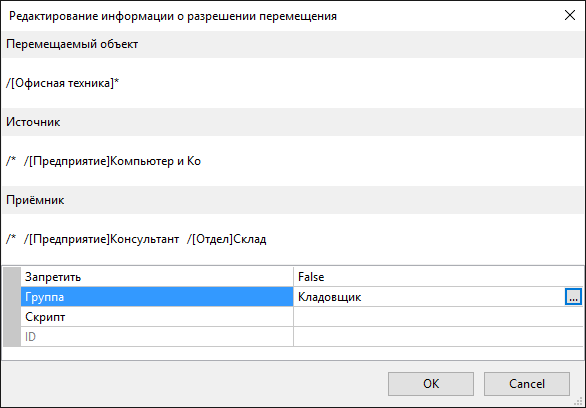 Редактирование информации о разрешении перемещения
Перемещаемый объект
/[Офисная техника]*
Источник
/* /[Предприятие]Компьютер и Ко
Приёмник
/* /[Предприятие]Консультант /[Отдел]Склад
Запретить False
Группа Кладовщик ...
Скрипт
ID
OK Cancel